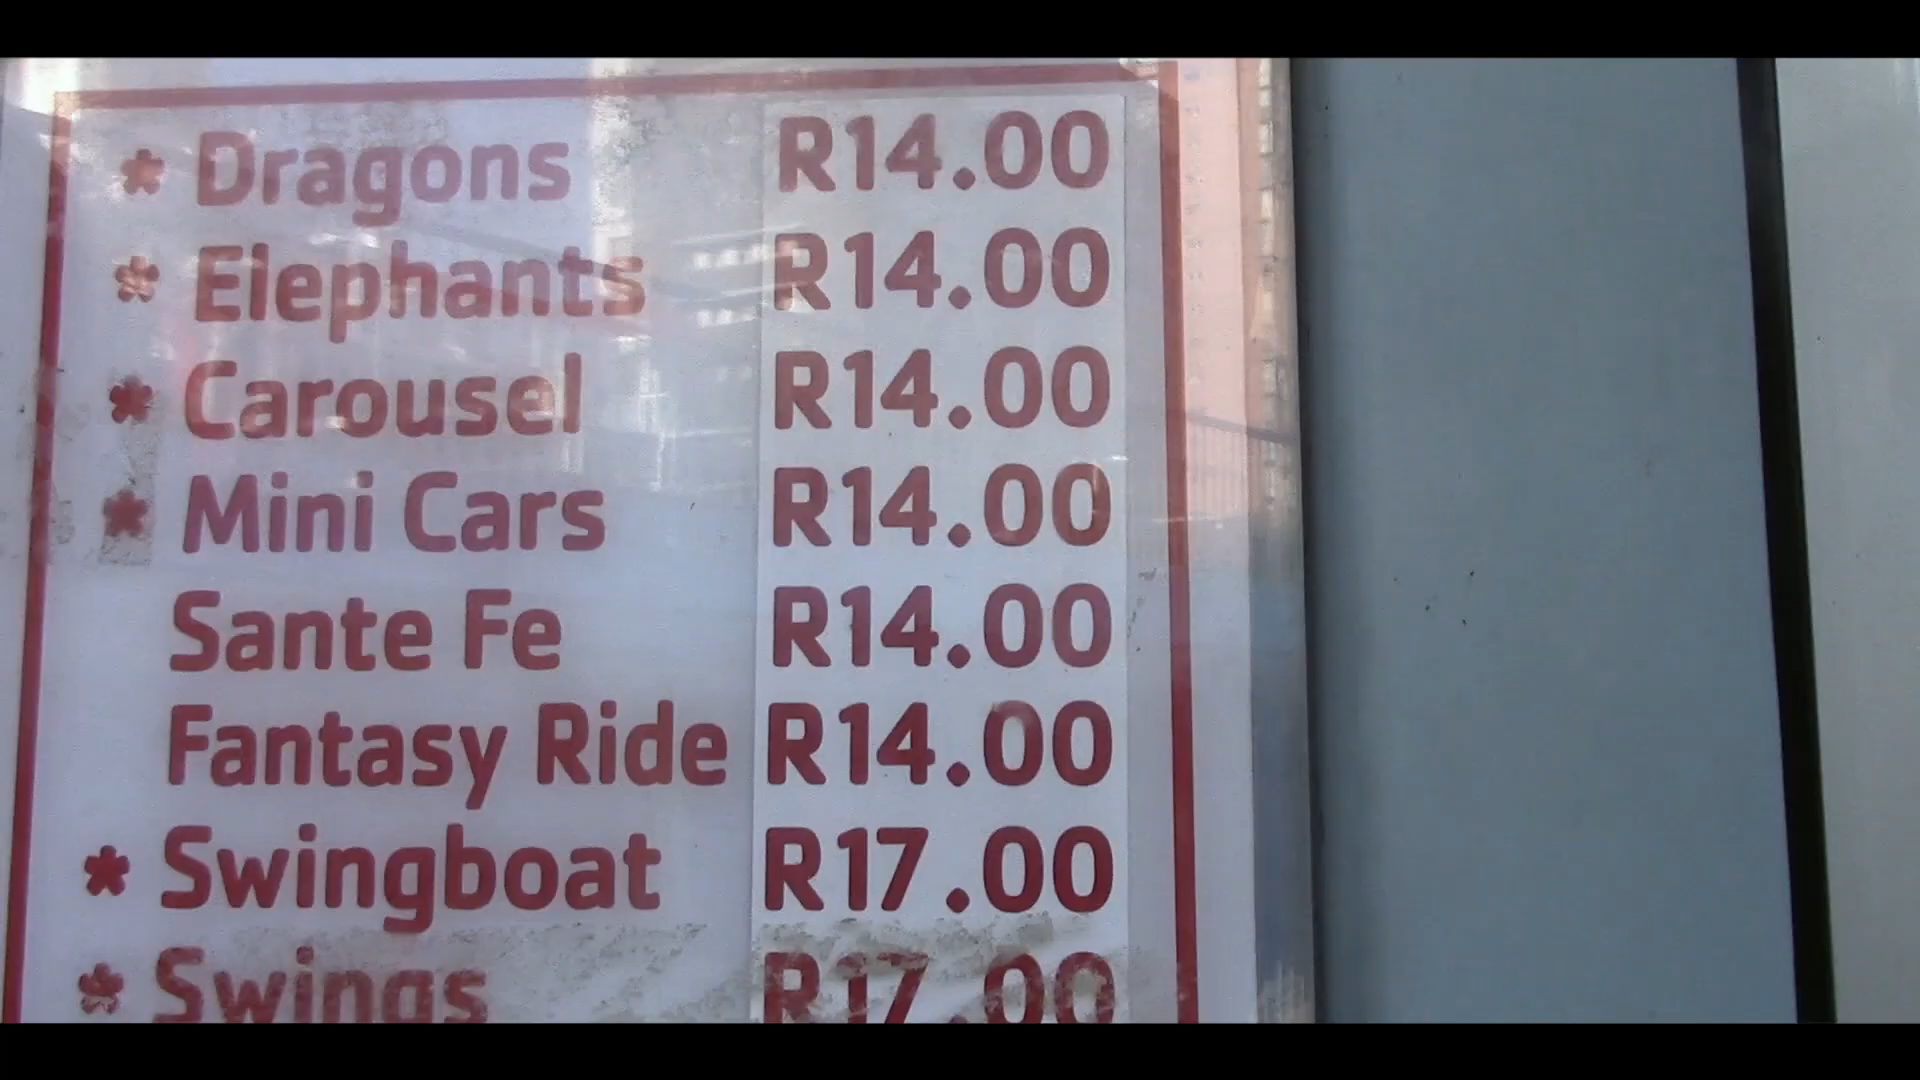 * Dragons R14.00
* Elephants R14.00
* Carousel R14.00
* Mini Cars R14.00
Sante Fe R14.00
Fantasy Ride R14.00
* Swingboat R17.00
* Swings R17.00